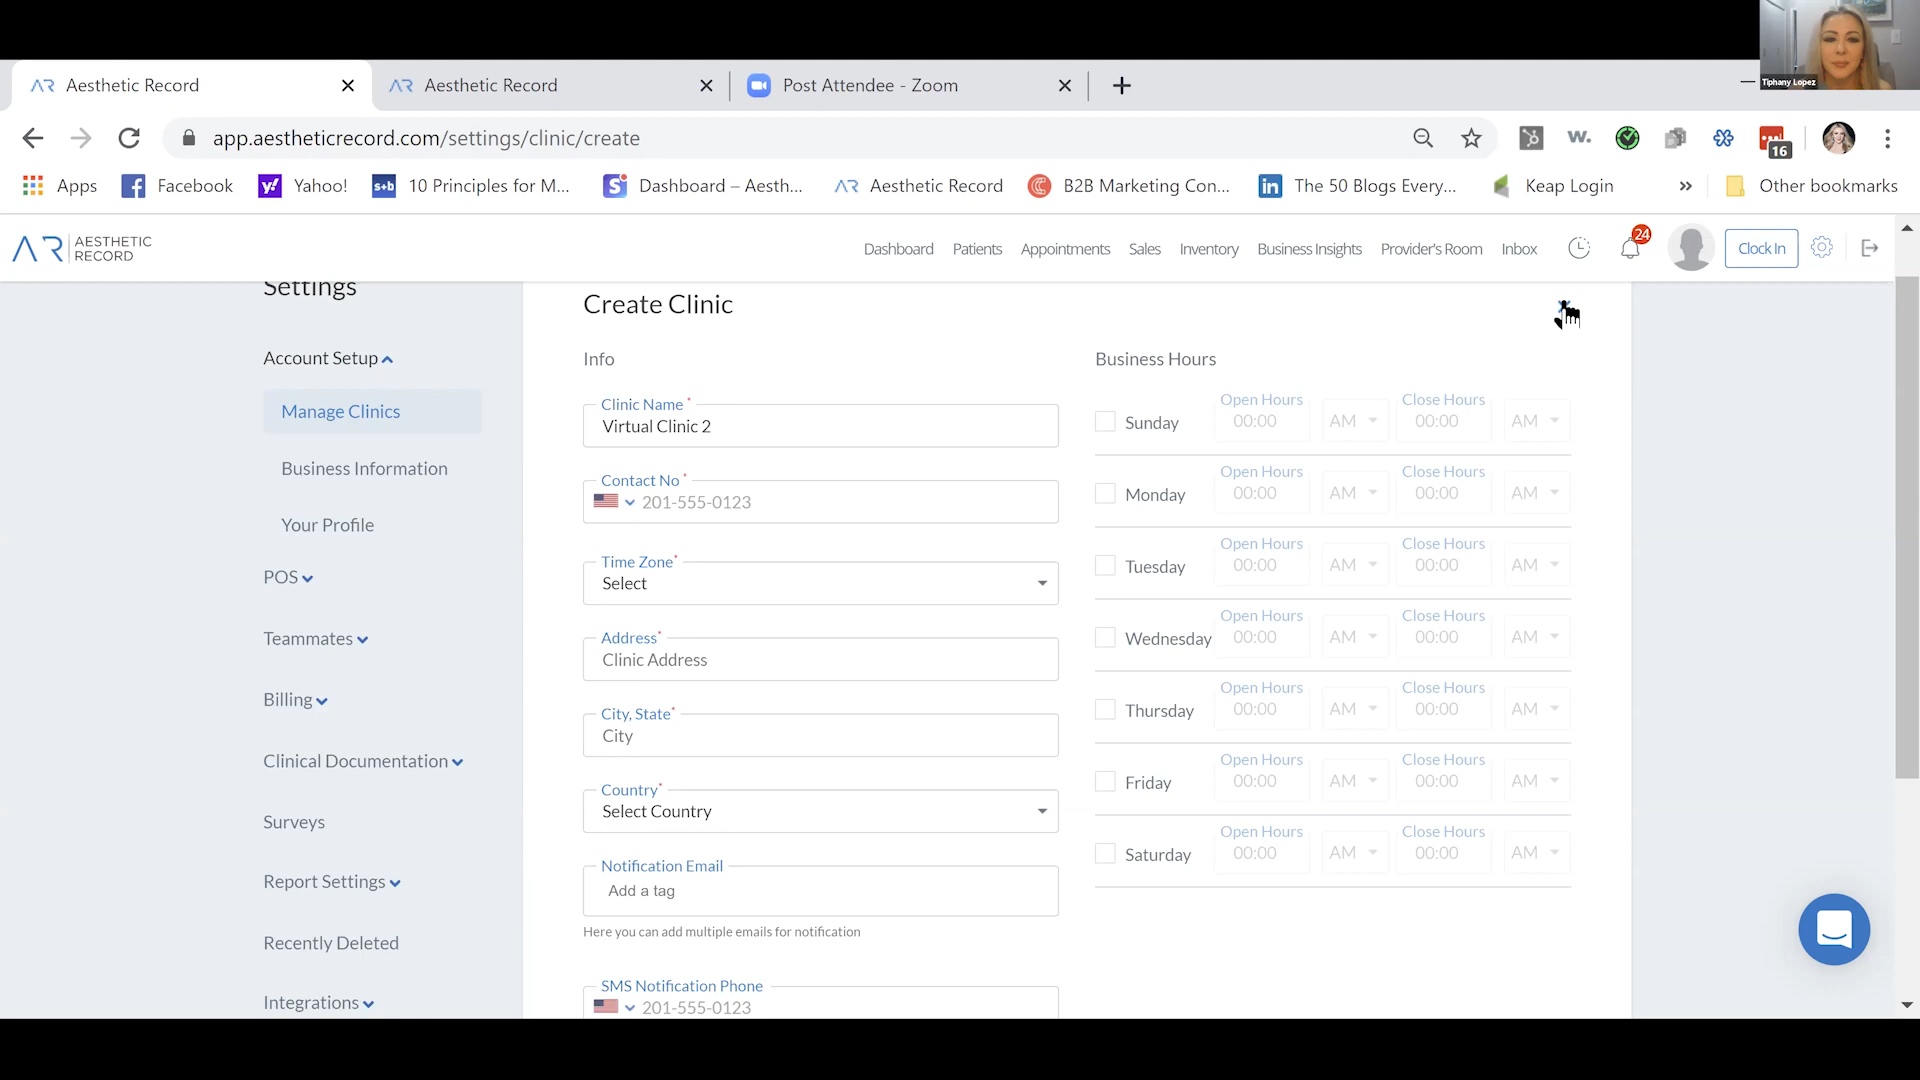 Tiphany Lopez
Aesthetic Record
Aesthetic Record
Post Attendee - Zoom
app.aestheticrecord.com/settings/clinic/create
16
Apps
Facebook
Yahoo!
s+b
10 Principles for M...
Dashboard – Aesth...
Aesthetic Record
B2B Marketing Con...
The 50 Blogs Every...
Keap Login
Other bookmarks
AESTHETIC
RECORD
Dashboard
Patients
Appointments
Sales
Inventory
Business Insights
Provider's Room
Inbox
24
Clock In
Settings
Account Setup
Manage Clinics
Business Information
Your Profile
POS
Teammates
Billing
Clinical Documentation
Surveys
Report Settings
Recently Deleted
Integrations
Create Clinic
Info
Clinic Name *
Virtual Clinic 2
Contact No *
201-555-0123
Time Zone*
Select
Address*
Clinic Address
City, State*
City
Country*
Select Country
Notification Email
Add a tag
Here you can add multiple emails for notification
SMS Notification Phone
201-555-0123
Business Hours
Open Hours Close Hours
Sunday 00:00 AM 00:00 AM
Open Hours Close Hours
Monday 00:00 AM 00:00 AM
Open Hours Close Hours
Tuesday 00:00 AM 00:00 AM
Open Hours Close Hours
Wednesday 00:00 AM 00:00 AM
Open Hours Close Hours
Thursday 00:00 AM 00:00 AM
Open Hours Close Hours
Friday 00:00 AM 00:00 AM
Open Hours Close Hours
Saturday 00:00 AM 00:00 AM